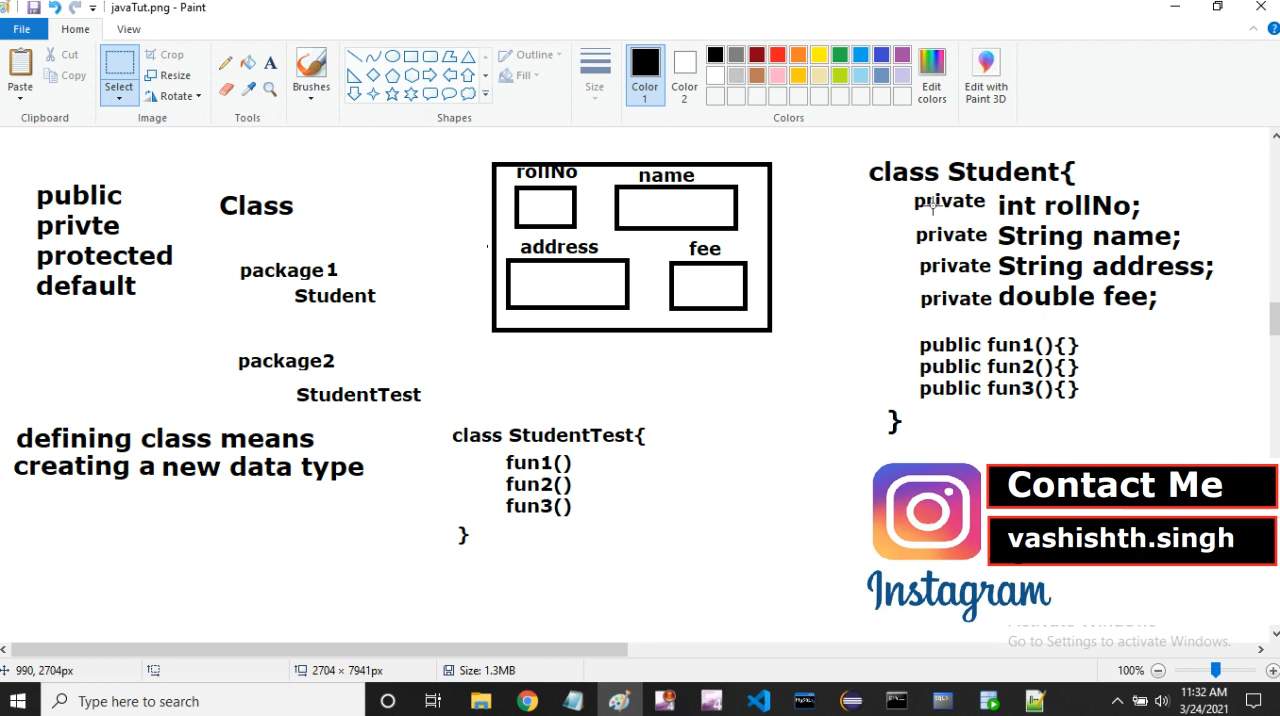 javaTut.png - Paint
File
Home
View
Paste
Cut
Copy
Clipboard
Select
Crop
Resize
Rotate
Image
Tools
Brushes
Shapes
Outline
Fill
Size
Color
1
Color
2
Colors
Edit
colors
Edit with
Paint 3D
public
privte
protected
default
Class
package1
Student
package2
StudentTest
defining class means
creating a new data type
rollNo
name
address
fee
class StudentTest{
fun1()
fun2()
fun3()
}
class Student{
private int rollNo;
private String name;
private String address;
private double fee;
public fun1(){}
public fun2(){}
public fun3(){}
}
Contact Me
vashishth.singh
Instagram
Activate Windows
Go to Settings to activate Windows.
990, 2704px
2704 × 7941px
Size: 1.3MB
100%
Type here to search
11:32 AM
3/24/2021